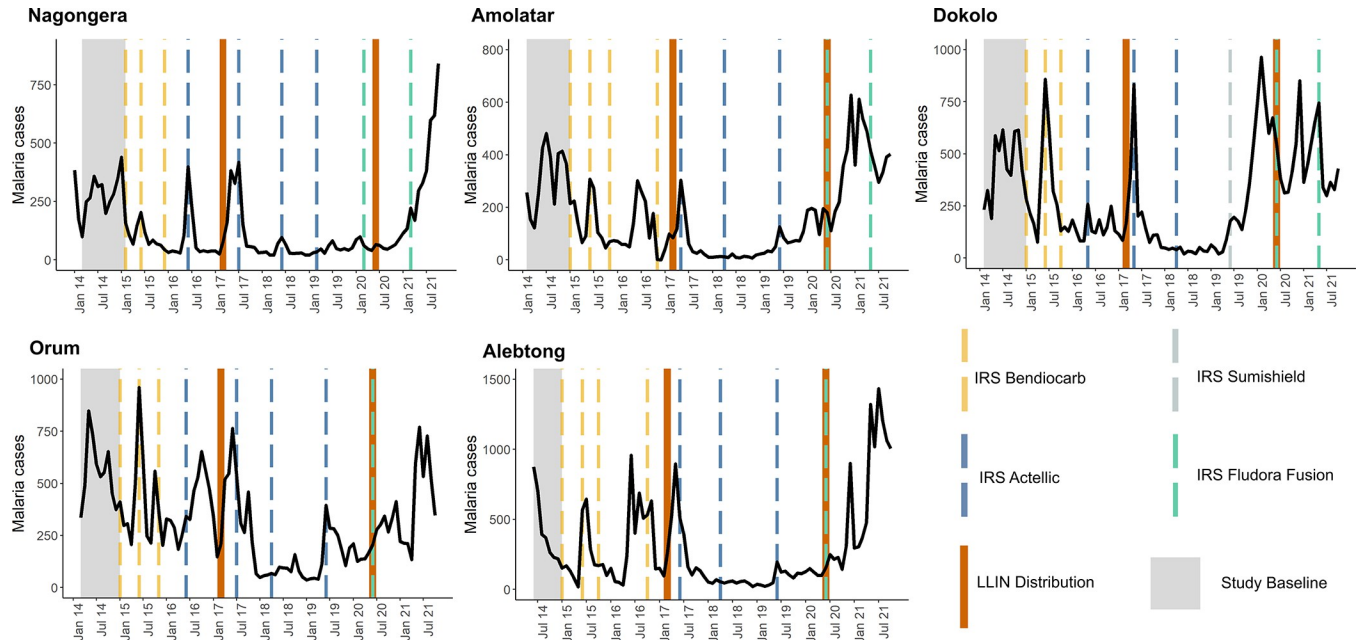 Nagongera
Malaria cases
750
500
250
0
Jan 14
Jul 14
Jan 15
Jul 15
Jan 16
Jul 16
Jan 17
Jul 17
Jan 18
Jul 18
Jan 19
Jul 19
Jan 20
Jul 20
Jan 21
Jul 21
Amolatar
Malaria cases
800
600
400
200
0
Jan 14
Jul 14
Jan 15
Jul 15
Jan 16
Jul 16
Jan 17
Jul 17
Jan 18
Jul 18
Jan 19
Jul 19
Jan 20
Jul 20
Jan 21
Jul 21
Dokolo
Malaria cases
1000
750
500
250
0
Jan 14
Jul 14
Jan 15
Jul 15
Jan 16
Jul 16
Jan 17
Jul 17
Jan 18
Jul 18
Jan 19
Jul 19
Jan 20
Jul 20
Jan 21
Jul 21
Orum
Malaria cases
1000
750
500
250
0
Jan 14
Jul 14
Jan 15
Jul 15
Jan 16
Jul 16
Jan 17
Jul 17
Jan 18
Jul 18
Jan 19
Jul 19
Jan 20
Jul 20
Jan 21
Jul 21
Alebtong
Malaria cases
1500
1000
500
0
Jul 14
Jan 15
Jul 15
Jan 16
Jul 16
Jan 17
Jul 17
Jan 18
Jul 18
Jan 19
Jul 19
Jan 20
Jul 20
Jan 21
Jul 21
IRS Bendiocarb
IRS Sumishield
IRS Actellic
IRS Fludora Fusion
LLIN Distribution
Study Baseline